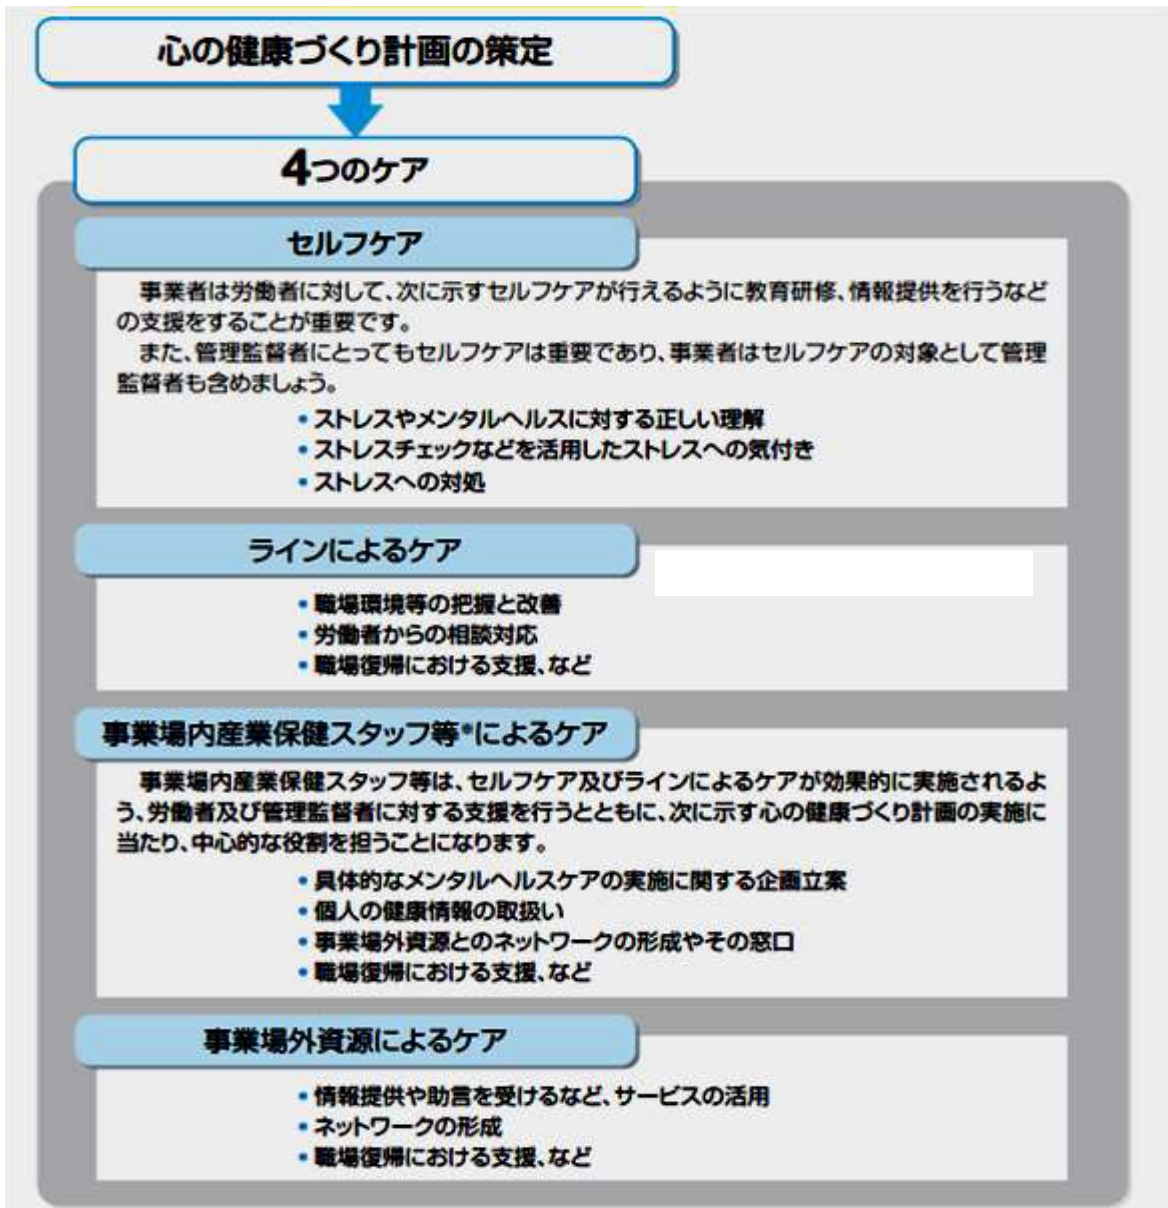 心の健康づくり計画の策定
4つのケア
セルフケア
事業者は労働者に対して、次に示すセルフケアが行えるように教育研修、情報提供を行うなど
の支援をすることが重要です。
また、管理監督者にとってもセルフケアは重要であり、事業者はセルフケアの対象として管理
監督者も含めましょう。
•ストレスやメンタルヘルスに対する正しい理解
•ストレスチェックなどを活用したストレスへの気付き
•ストレスへの対処
ラインによるケア
•職場環境等の把握と改善
•労働者からの相談対応
•職場復帰における支援、など
事業場内産業保健スタッフ等*によるケア
事業場内産業保健スタッフ等は、セルフケア及びラインによるケアが効果的に実施されるよ
う、労働者及び管理監督者に対する支援を行うとともに、次に示す心の健康づくり計画の実施に
当たり、中心的な役割を担うことになります。
•具体的なメンタルヘルスケアの実施に関する企画立案
•個人の健康情報の取扱い
•事業場外資源とのネットワークの形成やその窓口
•職場復帰における支援、など
事業場外資源によるケア
•情報提供や助言を受けるなど、サービスの活用
•ネットワークの形成
•職場復帰における支援、など